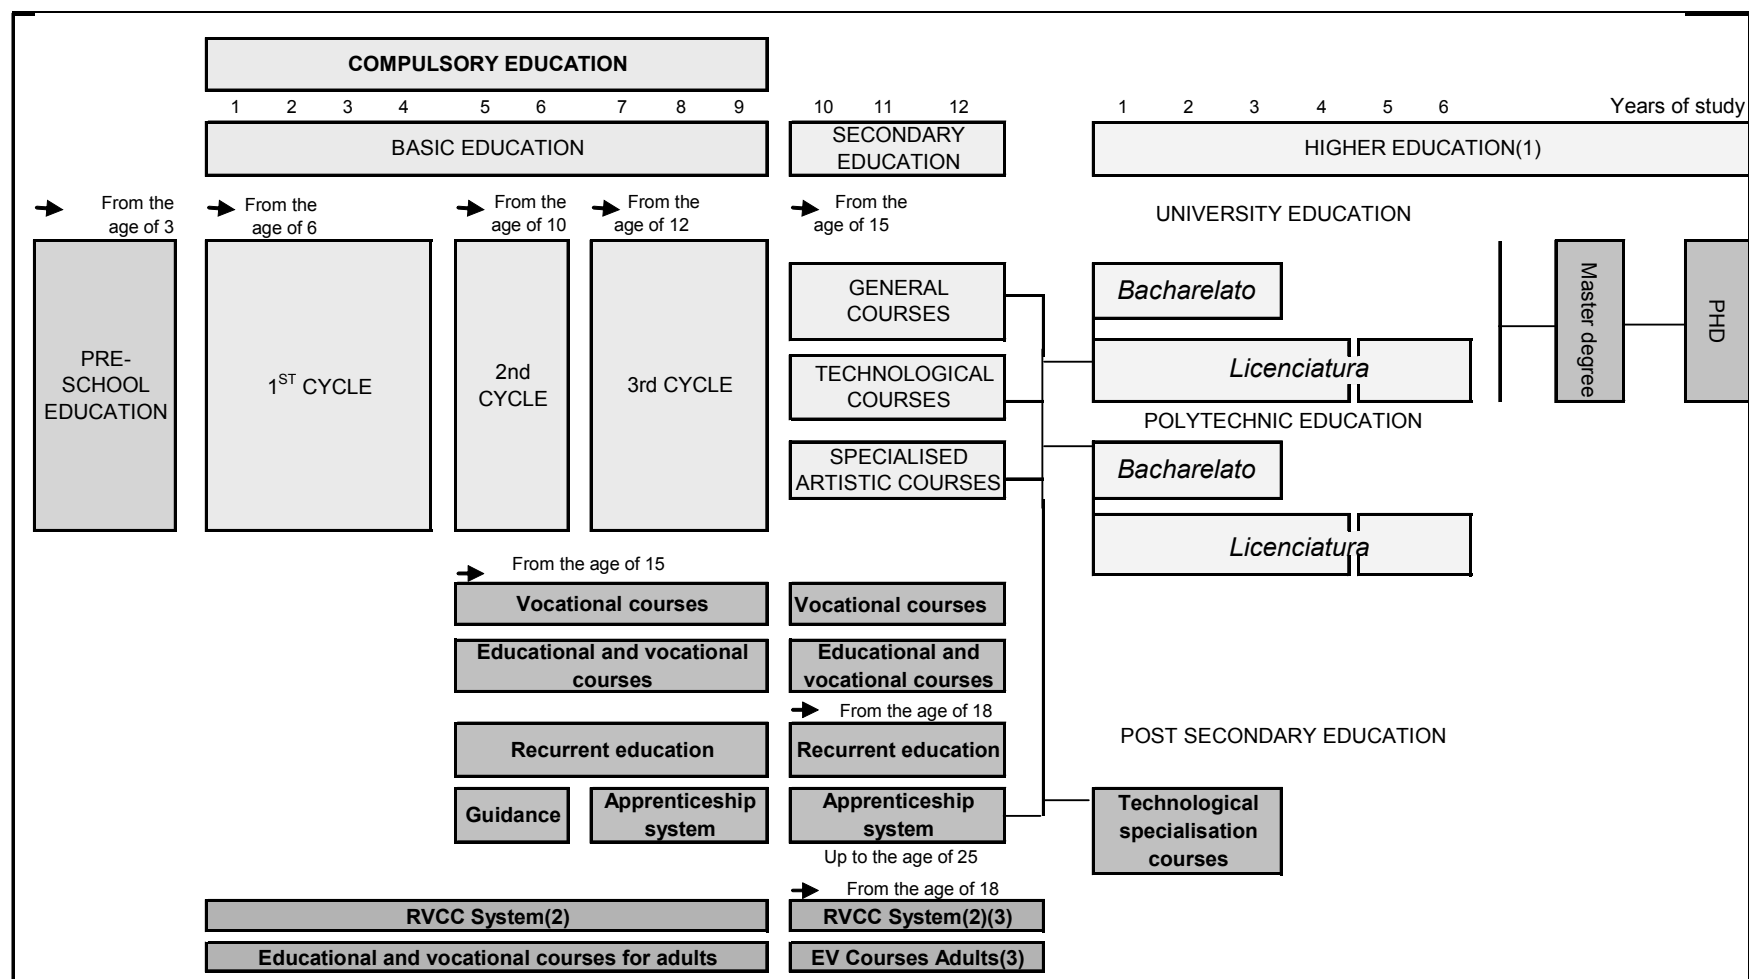 COMPULSORY EDUCATION
1 2 3 4 5 6 7 8 9 10 11 12 1 2 3 4 5 6 Years of study
BASIC EDUCATION
SECONDARY
EDUCATION
HIGHER EDUCATION(1)
From the
age of 3
From the
age of 6
From the
age of 10
From the
age of 12
From the
age of 15
UNIVERSITY EDUCATION
PRE-
SCHOOL
EDUCATION
1ST CYCLE
2nd
CYCLE
3rd CYCLE
GENERAL
COURSES
TECHNOLOGICAL
COURSES
SPECIALISED
ARTISTIC COURSES
Bacharelato
Licenciatura
Master degree
PHD
POLYTECHNIC EDUCATION
Bacharelato
Licenciatura
From the age of 15
Vocational courses
Vocational courses
Educational and vocational
courses
Educational and
vocational courses
From the age of 18
Recurrent education
Recurrent education
POST SECONDARY EDUCATION
Guidance
Apprenticeship
system
Apprenticeship
system
Technological
specialisation
courses
Up to the age of 25
From the age of 18
RVCC System(2)
RVCC System(2)(3)
Educational and vocational courses for adults
EV Courses Adults(3)